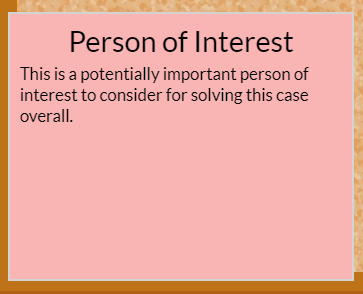 Person of Interest
This is a potentially important person of
interest to consider for solving this case
overall.